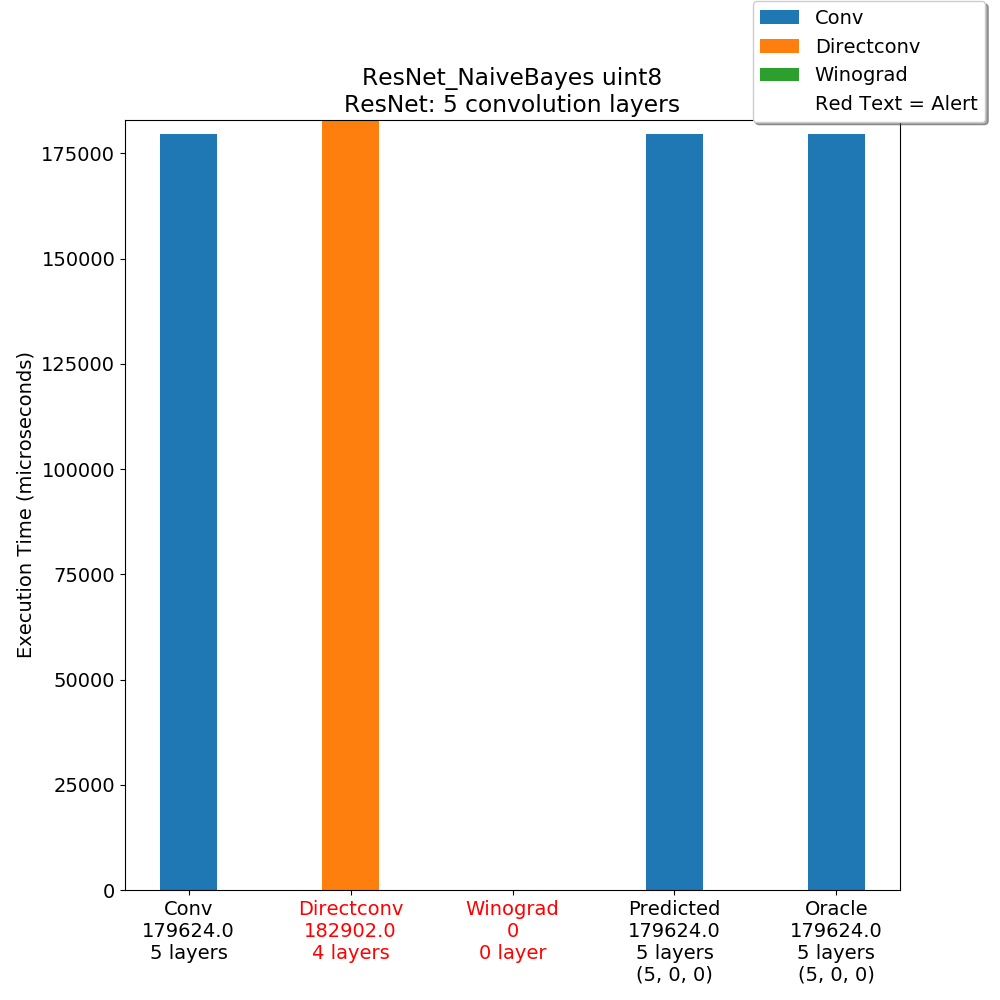 Conv
Directconv
Winograd
Red Text = Alert
ResNet_NaiveBayes uint8
ResNet: 5 convolution layers
Execution Time (microseconds)
175000
150000
125000
100000
75000
50000
25000
0
Conv
179624.0
5 layers
Directconv
182902.0
4 layers
Winograd
0
0 layer
Predicted
179624.0
5 layers
(5, 0, 0)
Oracle
179624.0
5 layers
(5, 0, 0)